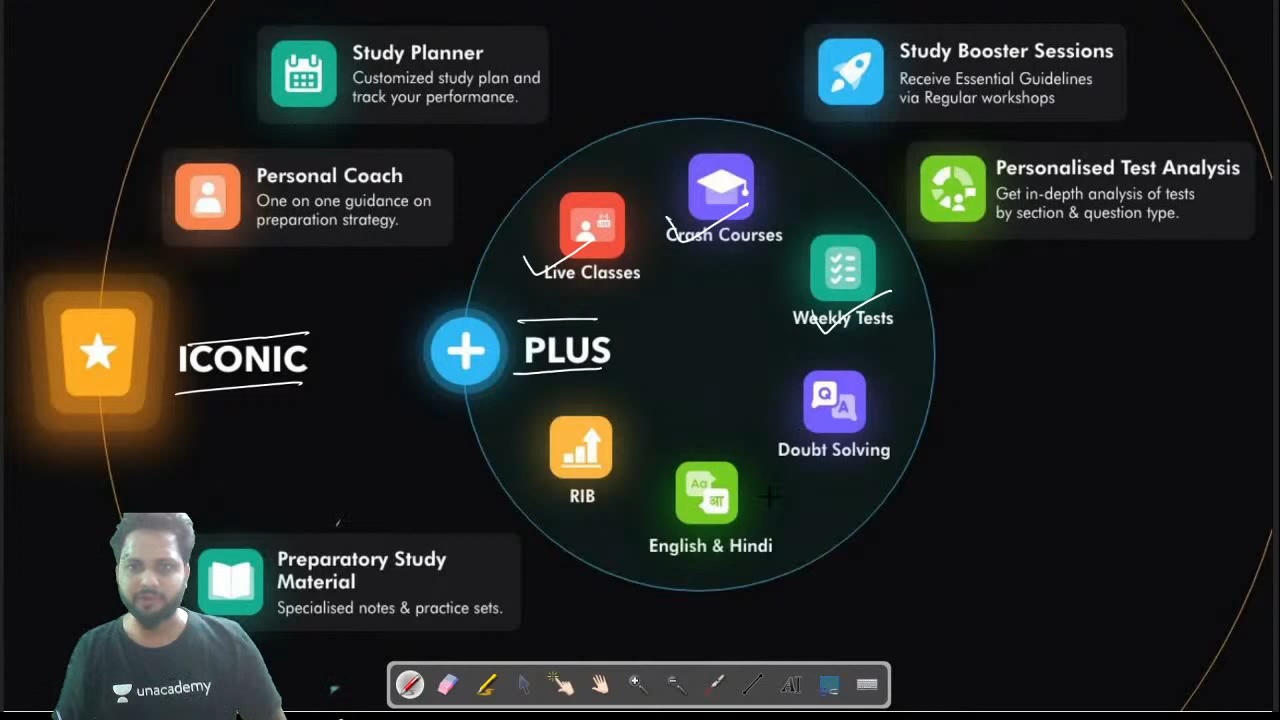 Study Planner
Customized study plan and
track your performance.
Study Booster Sessions
Receive Essential Guidelines
via Regular workshops
Personal Coach
One on one guidance on
preparation strategy.
Personalised Test Analysis
Get in-depth analysis of tests
by section & question type.
Crash Courses
Live Classes
Weekly Tests
ICONIC
PLUS
Q
A
Doubt Solving
RIB
Aa
आ
English & Hindi
Preparatory Study
Material
Specialised notes & practice sets.
unacademy
AI